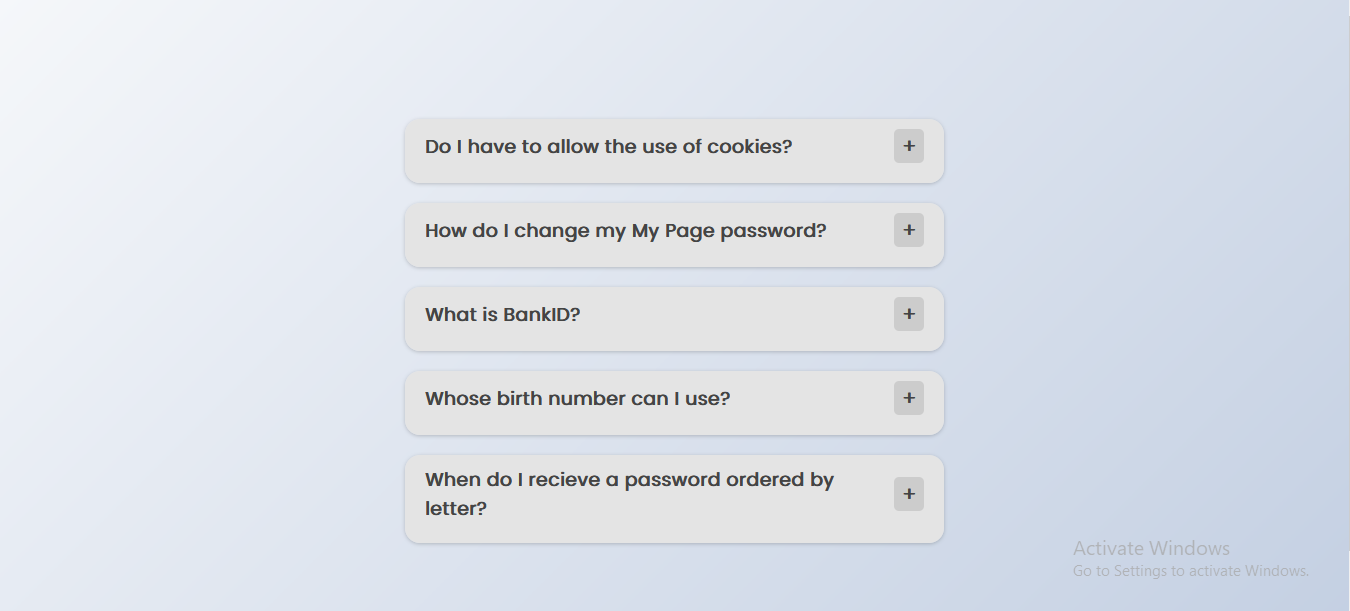 Do I have to allow the use of cookies?
+
How do I change my My Page password?
+
What is BankID?
+
Whose birth number can I use?
+
When do I recieve a password ordered by
letter?
+
Activate Windows
Go to Settings to activate Windows.